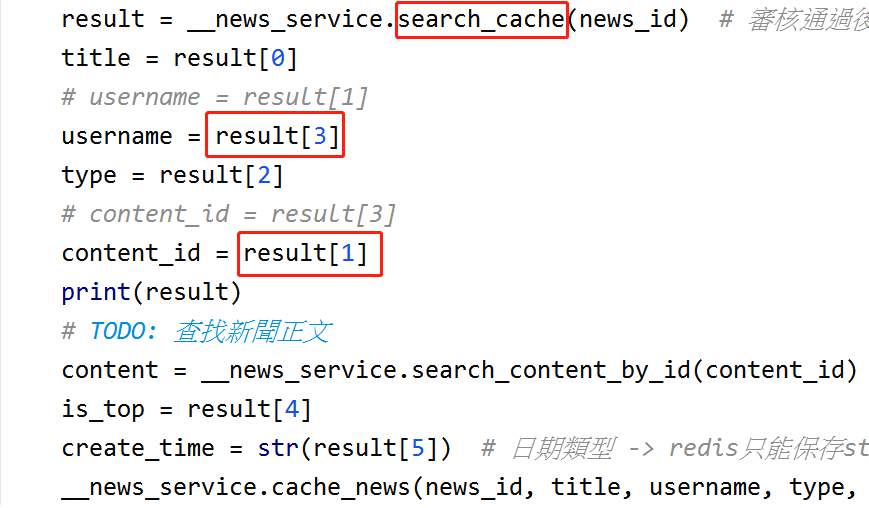 result = __news_service.search_cache(news_id)  # 審核通過後
title = result[0]
# username = result[1]
username = result[3]
type = result[2]
# content_id = result[3]
content_id = result[1]
print(result)
# TODO: 查找新聞正文
content = __news_service.search_content_by_id(content_id)
is_top = result[4]
create_time = str(result[5])  # 日期類型 -> redis只能保存st
__news_service.cache_news(news_id, title, username, type,